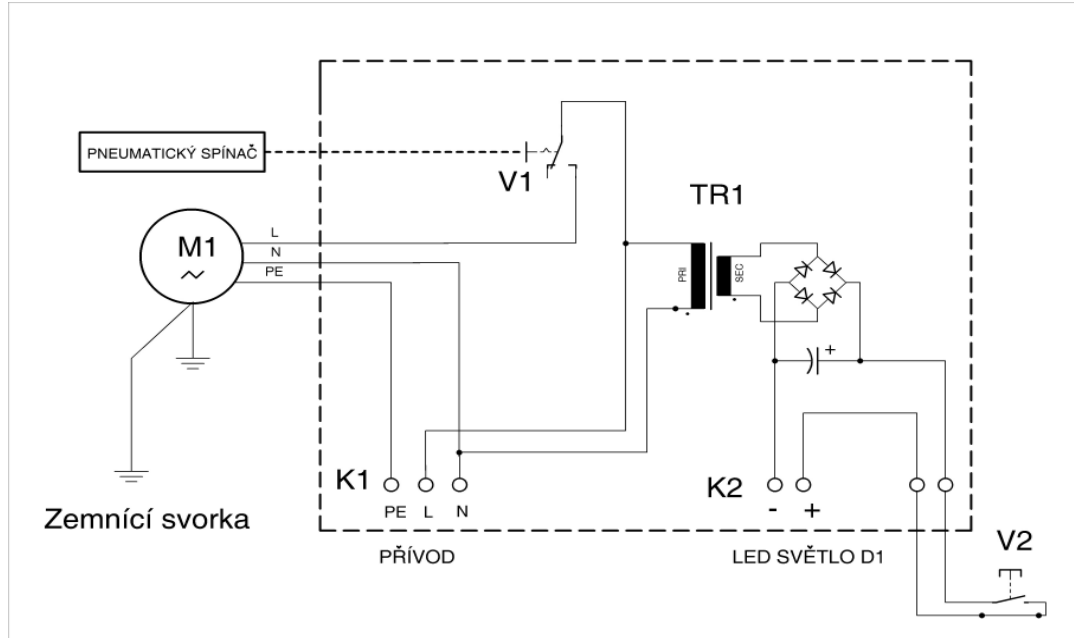 PNEUMATICKÝ SPÍNAČ
V1
TR1
M1
L
N
PE
PRI
SEC
+
K1
PE L N
K2
- +
Zemnící svorka
PŘÍVOD
LED SVĚTLO D1
V2